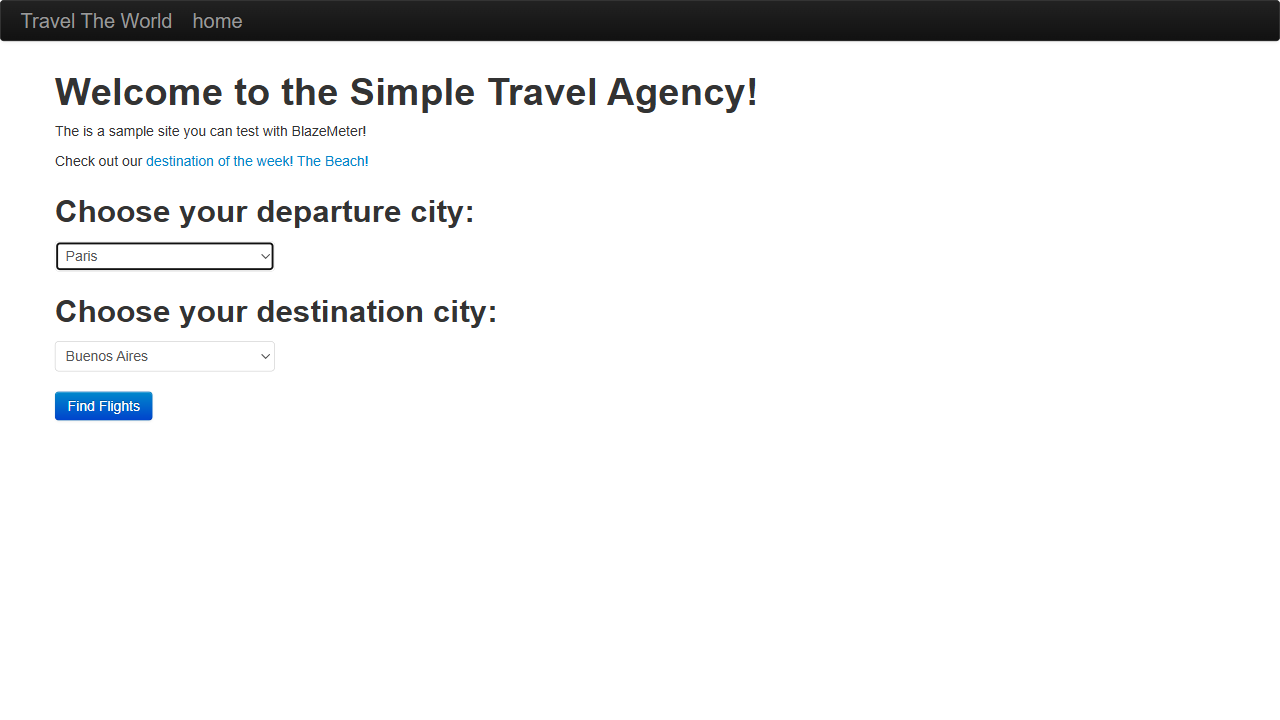 Travel The World home
Welcome to the Simple Travel Agency!
The is a sample site you can test with BlazeMeter!
Check out our destination of the week! The Beach!
Choose your departure city:
Paris
Choose your destination city:
Buenos Aires
Find Flights